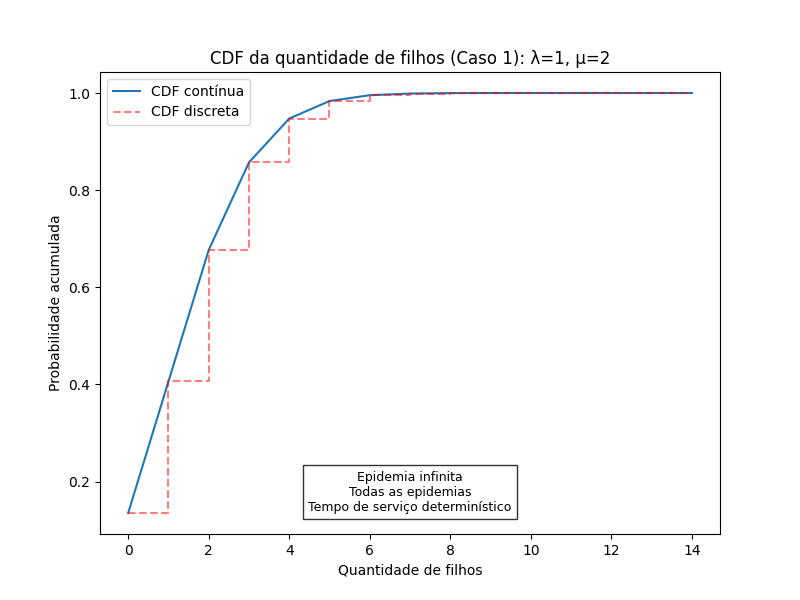 CDF da quantidade de filhos (Caso 1): λ=1, μ=2
CDF contínua
CDF discreta
Probabilidade acumulada
1.0
0.8
0.6
0.4
0.2
Epidemia infinita
Todas as epidemias
Tempo de serviço determinístico
0 2 4 6 8 10 12 14
Quantidade de filhos